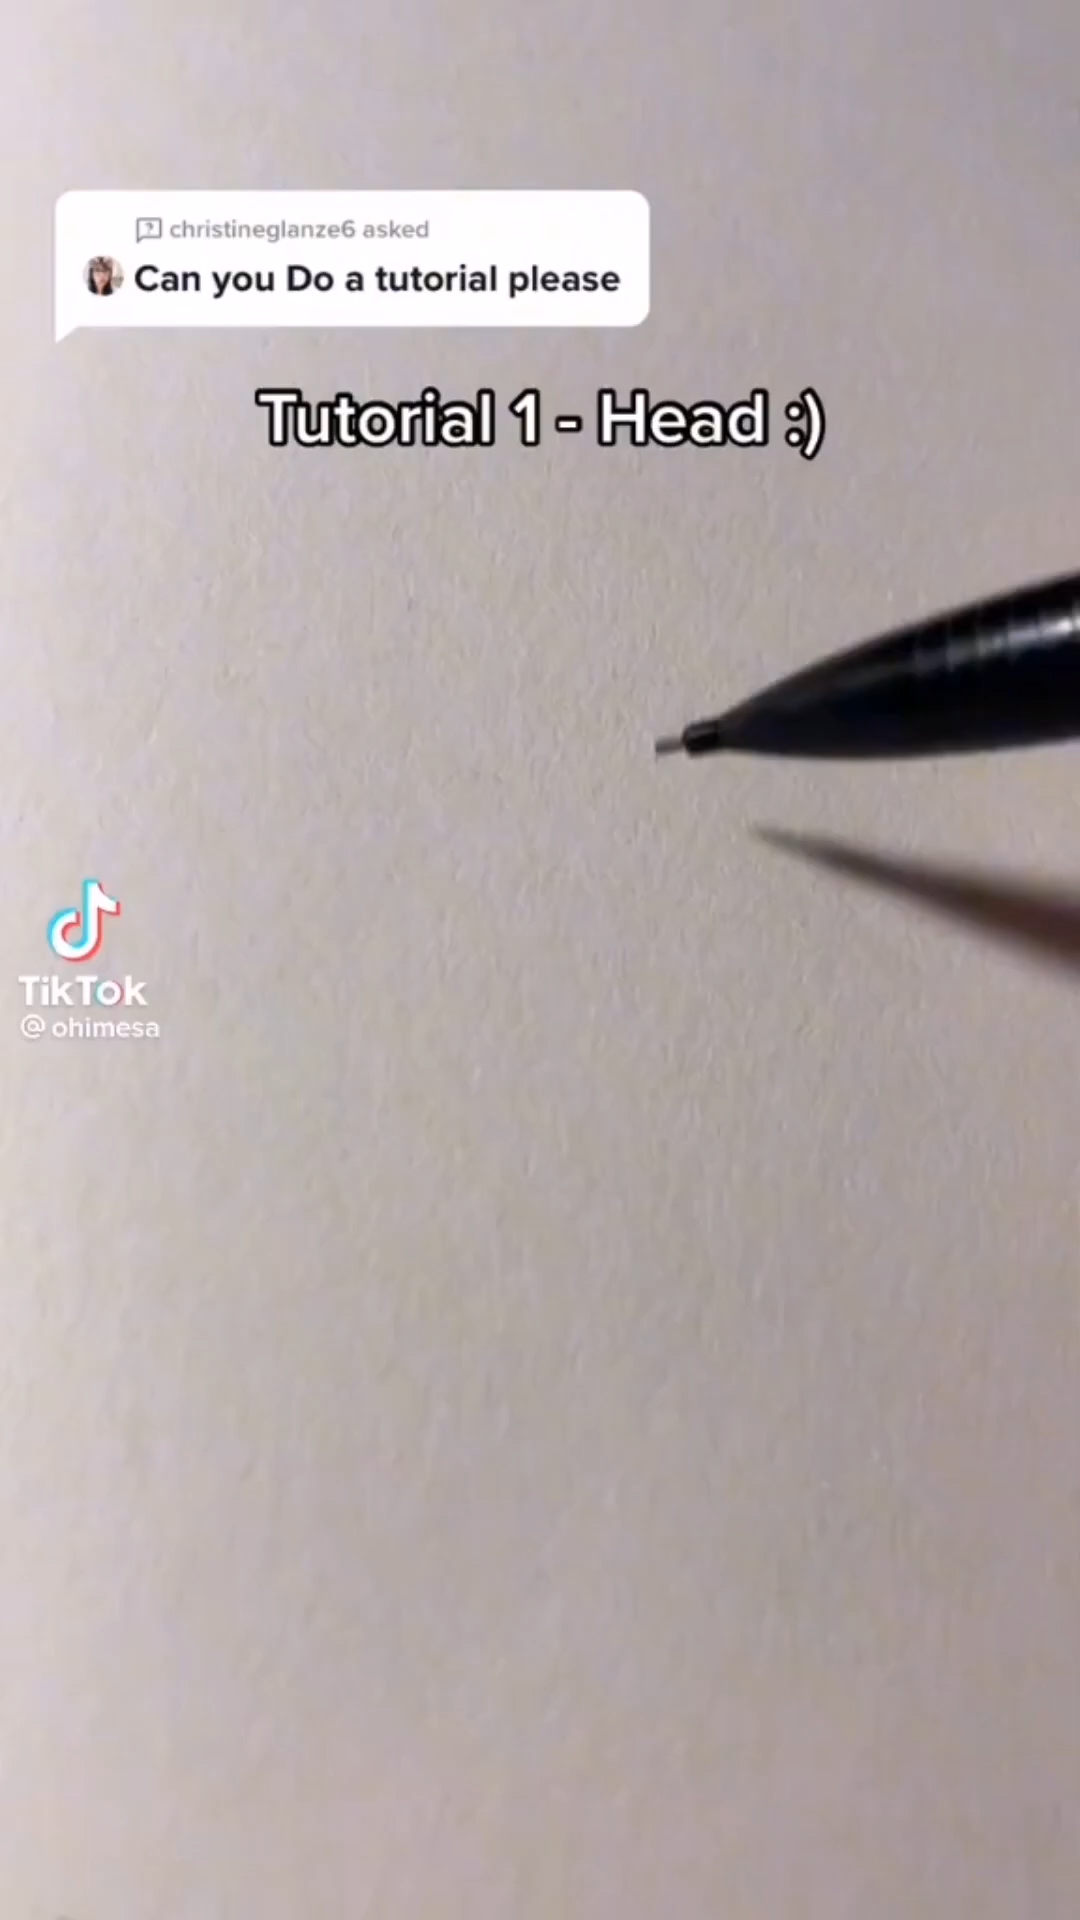 christineglanze6 asked
Can you Do a tutorial please
Tutorial 1 - Head :)
TikTok
@ohimesa